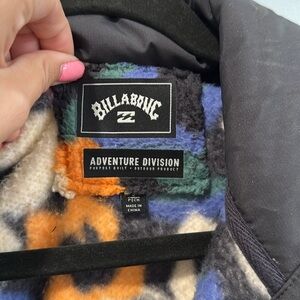 BILLABONG
ADVENTURE DIVISION
PURPOSE BUILT • OUTDOOR PRODUCT
MADE IN
CHINA